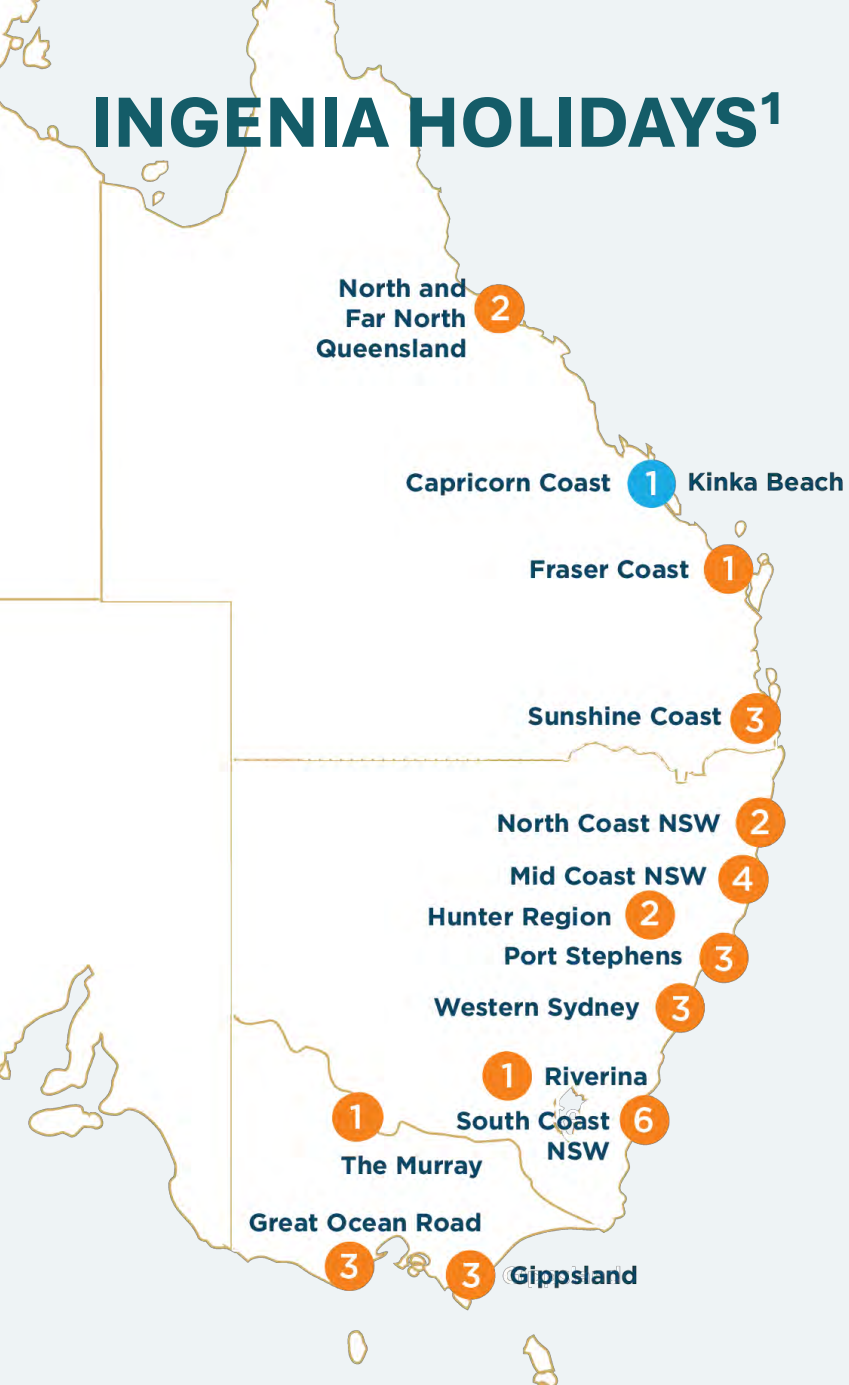 INGENIA HOLIDAYS¹
North and
Far North
Queensland
2
Capricorn Coast 1 Kinka Beach
Fraser Coast 1
Sunshine Coast 3
North Coast NSW 2
Mid Coast NSW 4
Hunter Region 2
Port Stephens 3
Western Sydney 3
1 Riverina
South Coast
NSW
6
1
The Murray
Great Ocean Road
3
3 Gippsland